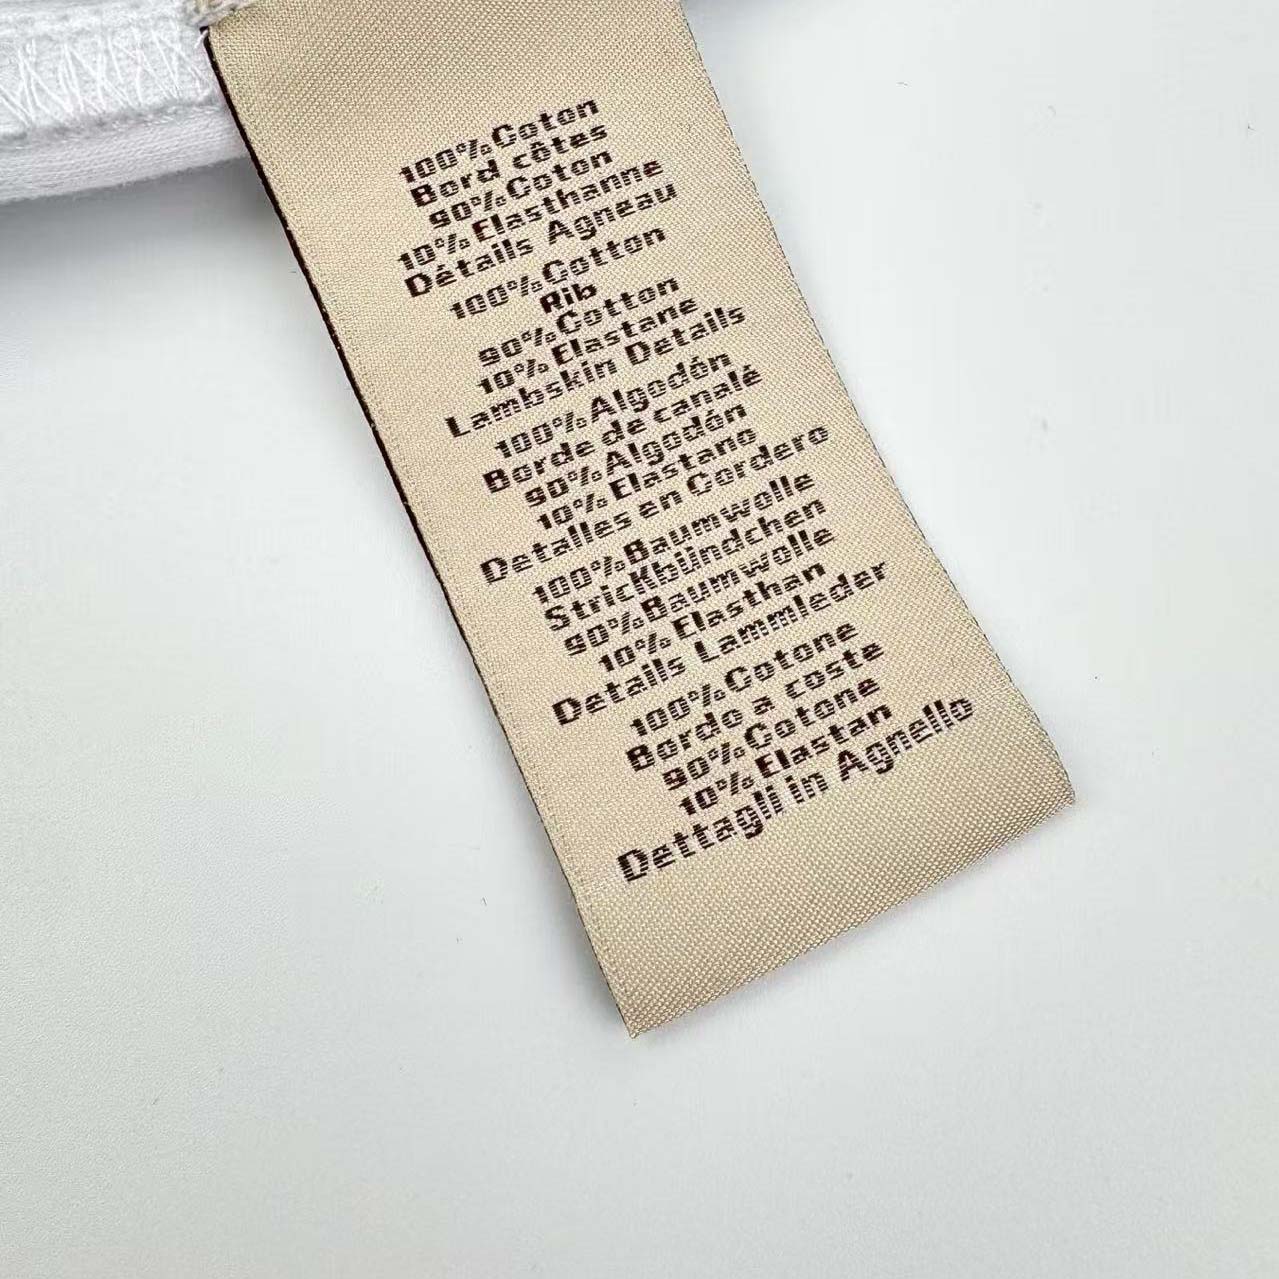 100% Coton
Bord côtes
90% Coton
10% Elasthanne
Détails Agneau
100% Cotton
Rib
90% Cotton
10% Elastane
Lambskin Details
100% Algodón
Borde de canalé
90% Algodón
10% Elastano
Detalles en Cordero
100% Baumwolle
StricKbündchen
90% Baumwolle
10% Elasthan
Details Lammleder
100% Cotone
Bordo a coste
90% Cotone
10% Elastan
Dettagli in Agnello